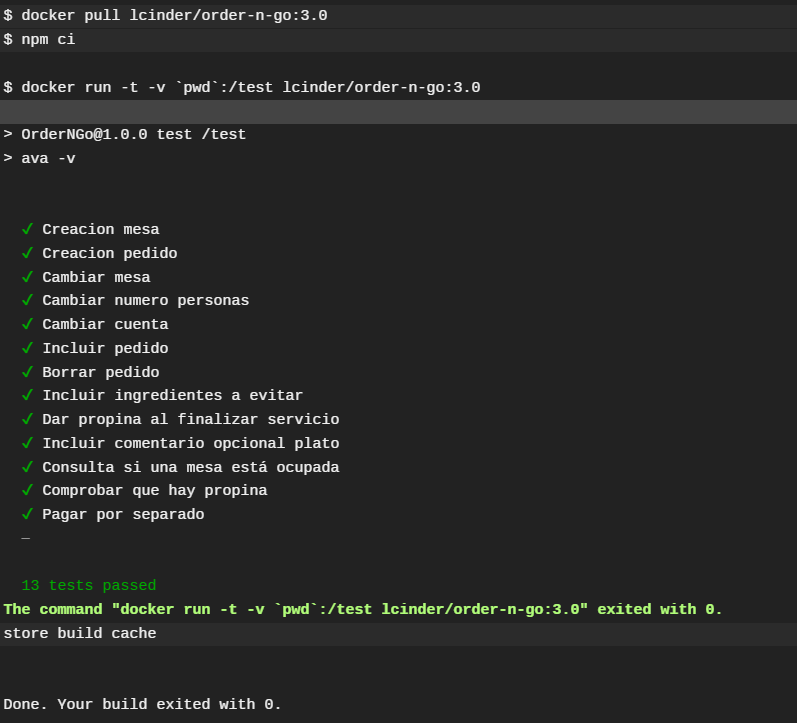 $ docker pull lcinder/order-n-go:3.0
$ npm ci
$ docker run -t -v `pwd`:/test lcinder/order-n-go:3.0
> OrderNGo@1.0.0 test /test
> ava -v
✓ Creacion mesa
✓ Creacion pedido
✓ Cambiar mesa
✓ Cambiar numero personas
✓ Cambiar cuenta
✓ Incluir pedido
✓ Borrar pedido
✓ Incluir ingredientes a evitar
✓ Dar propina al finalizar servicio
✓ Incluir comentario opcional plato
✓ Consulta si una mesa está ocupada
✓ Comprobar que hay propina
✓ Pagar por separado
─
13 tests passed
The command "docker run -t -v `pwd`:/test lcinder/order-n-go:3.0" exited with 0.
store build cache
Done. Your build exited with 0.